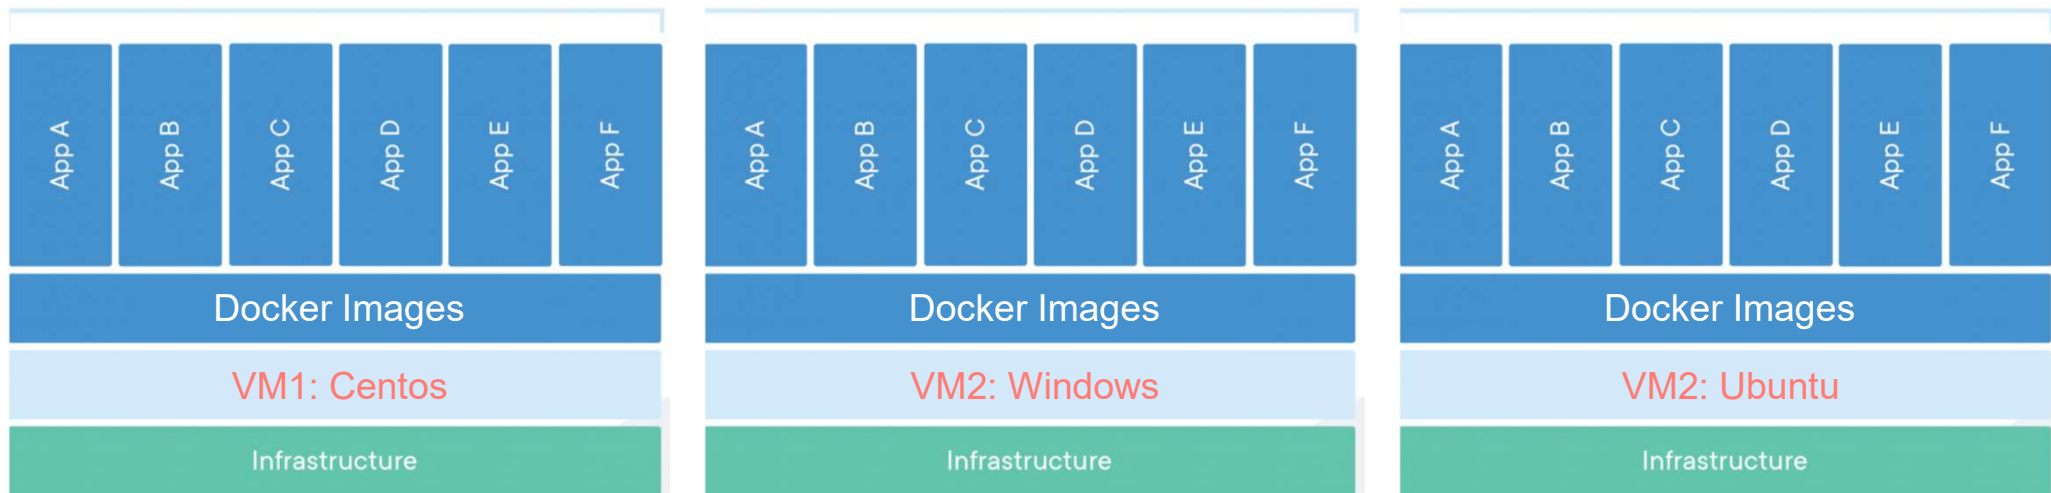 App A
App B
App C
App D
App E
App F
Docker Images
VM1: Centos
Infrastructure
App A
App B
App C
App D
App E
App F
Docker Images
VM2: Windows
Infrastructure
App A
App B
App C
App D
App E
App F
Docker Images
VM2: Ubuntu
Infrastructure